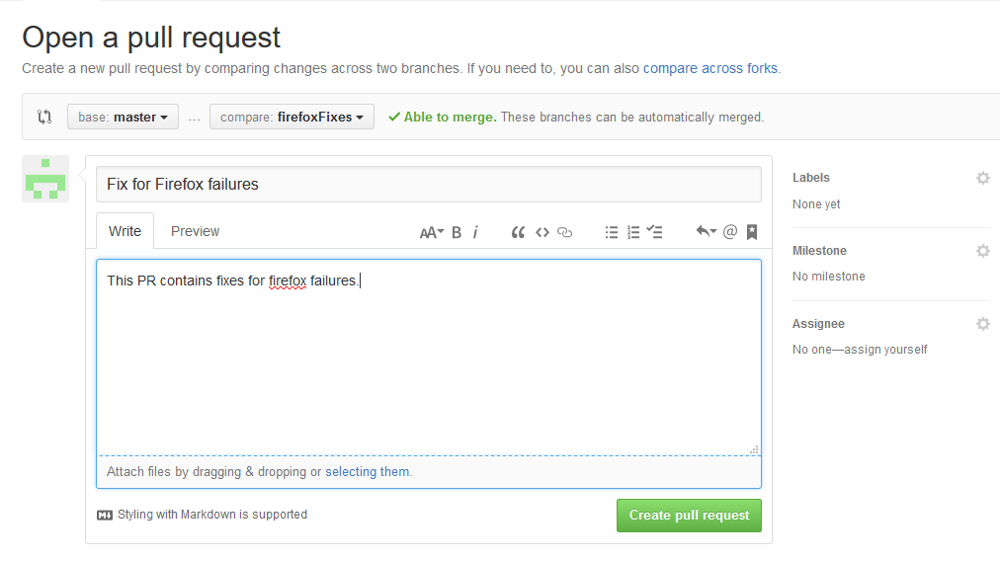 Open a pull request
Create a new pull request by comparing changes across two branches. If you need to, you can also compare across forks.
base: master ... compare: firefoxFixes Able to merge. These branches can be automatically merged.
Fix for Firefox failures
Write Preview AA B i @
This PR contains fixes for firefox failures.
Attach files by dragging & dropping or selecting them.
Styling with Markdown is supported
Create pull request
Labels
None yet
Milestone
No milestone
Assignee
No one—assign yourself